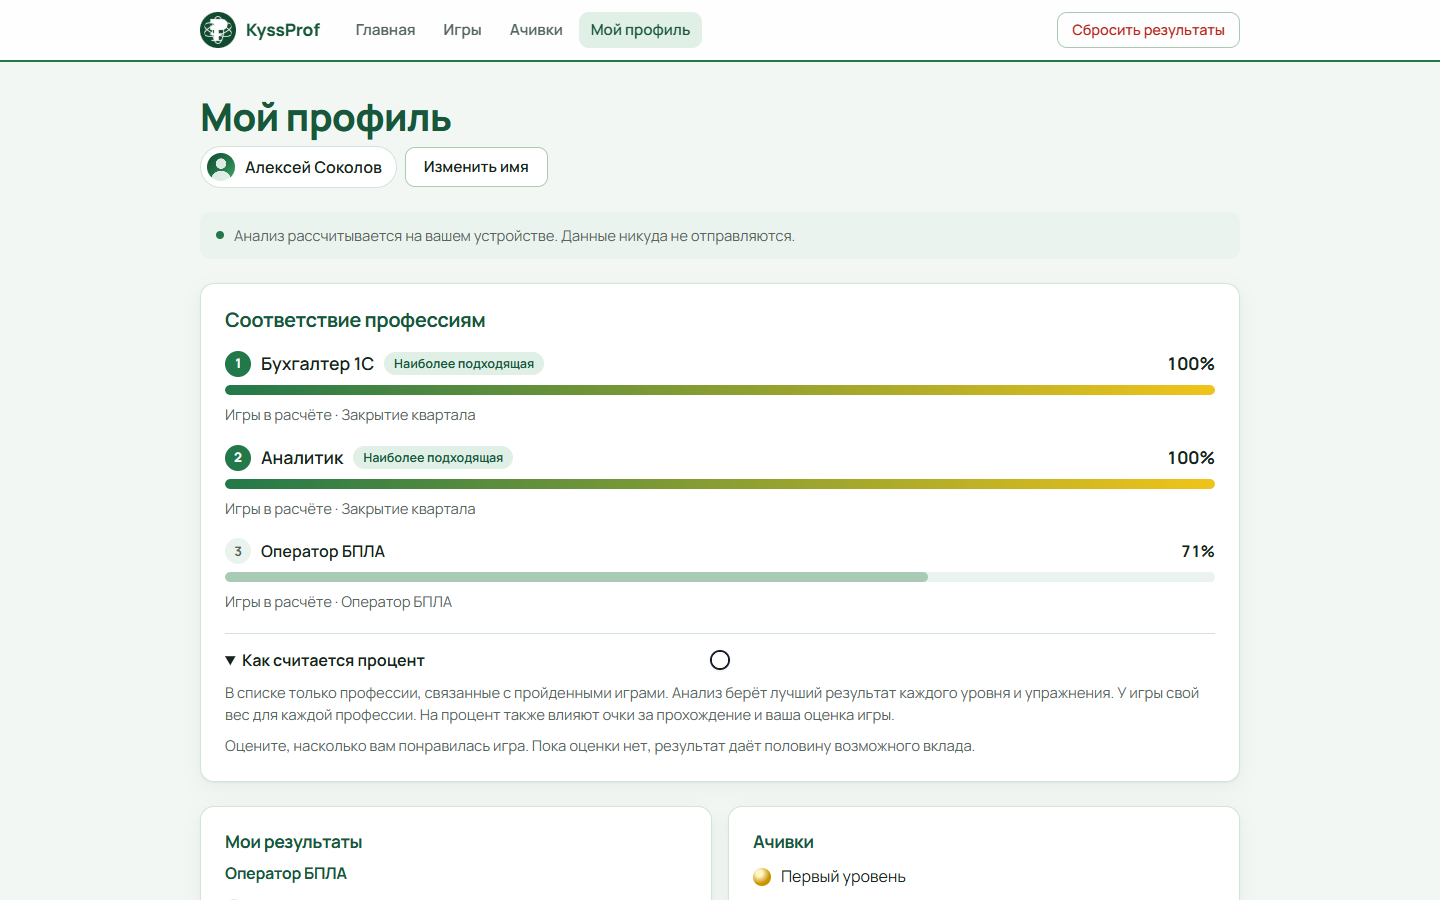 KyssProf
Главная
Игры
Ачивки
Мой профиль
Сбросить результаты
Мой профиль
Алексей Соколов
Изменить имя
Анализ рассчитывается на вашем устройстве. Данные никуда не отправляются.
Соответствие профессиям
1 Бухгалтер 1С Наиболее подходящая 100%
Игры в расчёте · Закрытие квартала
2 Аналитик Наиболее подходящая 100%
Игры в расчёте · Закрытие квартала
3 Оператор БПЛА 71%
Игры в расчёте · Оператор БПЛА
Как считается процент
В списке только профессии, связанные с пройденными играми. Анализ берёт лучший результат каждого уровня и упражнения. У игры свой
вес для каждой профессии. На процент также влияют очки за прохождение и ваша оценка игры.
Оцените, насколько вам понравилась игра. Пока оценки нет, результат даёт половину возможного вклада.
Мои результаты
Оператор БПЛА
Ачивки
Первый уровень